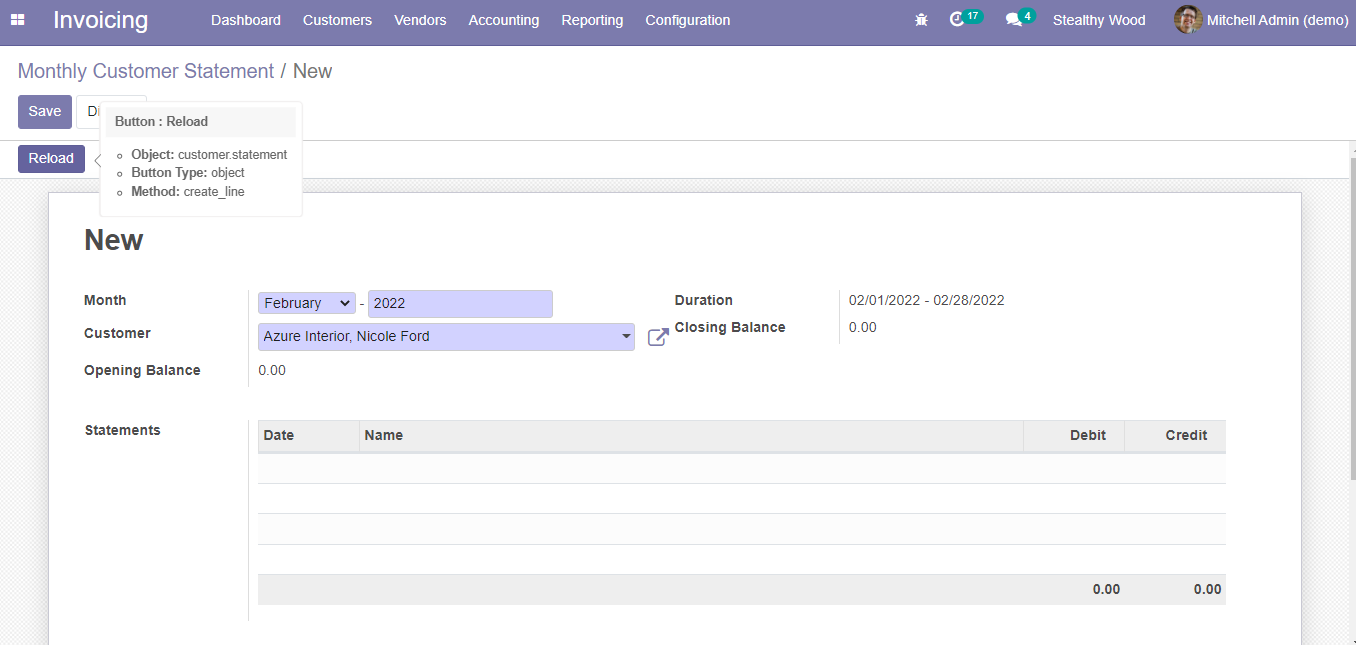 Invoicing Dashboard Customers Vendors Accounting Reporting Configuration 17 4 Stealthy Wood Mitchell Admin (demo)
Monthly Customer Statement / New
Save
Button : Reload
Reload
Object: customer.statement
Button Type: object
Method: create_line
New
Month February - 2022 Duration 02/01/2022 - 02/28/2022
Customer Azure Interior, Nicole Ford Closing Balance 0.00
Opening Balance 0.00
Statements Date Name Debit Credit
0.00 0.00